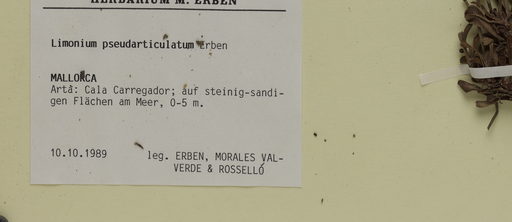 HERBARIUM M. ERBEN
Limonium pseudarticulatum Erben
MALLORCA
Artà: Cala Carregador; auf steinig-sandi-
gen Flächen am Meer, 0-5 m.
10.10.1989
leg. ERBEN, MORALES VAL-
VERDE & ROSSELLÓ